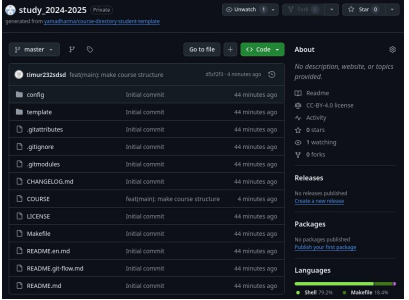 study_2024-2025
generated from yamadharma/course-directory-student-template
Unwatch 1
Fork 0
Star 0
master
Go to file
Code
timur232sdsd feat(main): make course structure 4 minutes ago
config Initial commit 44 minutes ago
template Initial commit 44 minutes ago
.gitattributes Initial commit 44 minutes ago
.gitignore Initial commit 44 minutes ago
.gitmodules Initial commit 44 minutes ago
CHANGELOG.md Initial commit 44 minutes ago
COURSE feat(main): make course structure 4 minutes ago
LICENSE Initial commit 44 minutes ago
Makefile Initial commit 44 minutes ago
README.en.md Initial commit 44 minutes ago
README.git-flow.md Initial commit 44 minutes ago
README.md Initial commit 44 minutes ago
About
No description, website, or topics
provided.
Readme
CC-BY-4.0 license
Activity
0 stars
1 watching
0 forks
Releases
No releases published
Create a new release
Packages
No packages published
Publish your first package
Languages
Shell 79.2% Makefile 18.4%